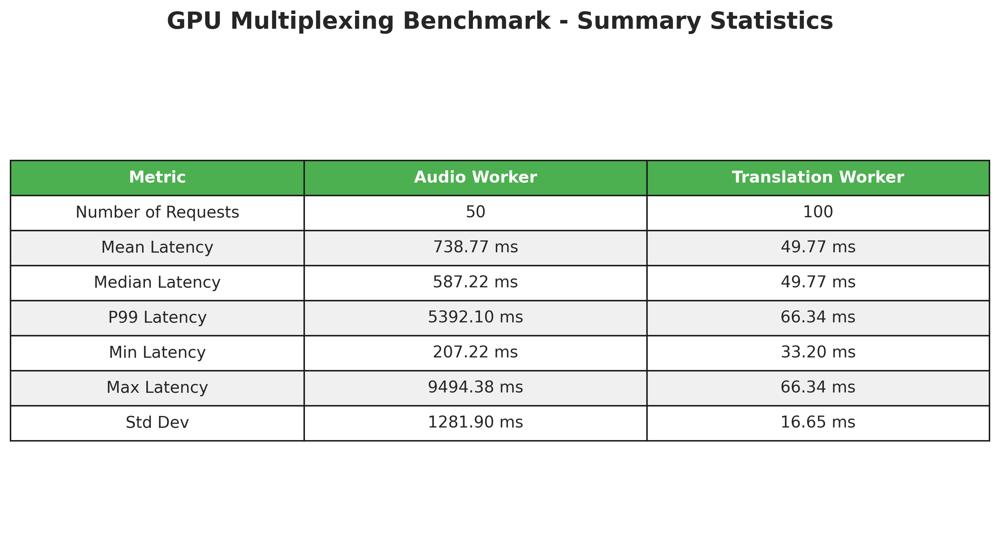 GPU Multiplexing Benchmark - Summary Statistics
Metric Audio Worker Translation Worker
Number of Requests 50 100
Mean Latency 738.77 ms 49.77 ms
Median Latency 587.22 ms 49.77 ms
P99 Latency 5392.10 ms 66.34 ms
Min Latency 207.22 ms 33.20 ms
Max Latency 9494.38 ms 66.34 ms
Std Dev 1281.90 ms 16.65 ms